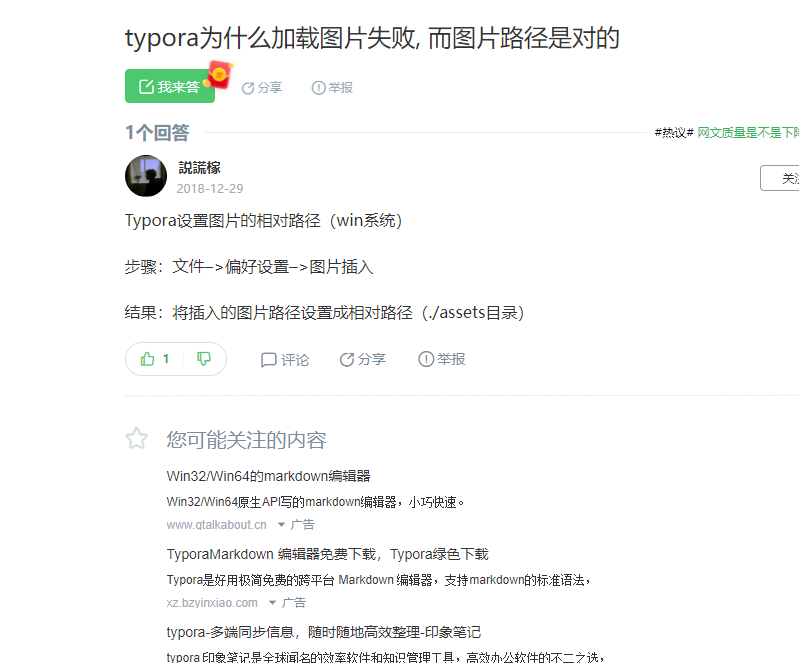 typora为什么加载图片失败, 而图片路径是对的
我来答
分享
举报
1个回答
#热议# 网文质量是不是下降
説謊檺
2018-12-29
关注
Typora设置图片的相对路径（win系统）
步骤：文件–>偏好设置–>图片插入
结果：将插入的图片路径设置成相对路径（./assets目录）
1
评论
分享
举报
您可能关注的内容
Win32/Win64的markdown编辑器
Win32/Win64原生API写的markdown编辑器，小巧快速。
www.qtalkabout.cn 广告
TyporaMarkdown 编辑器免费下载，Typora绿色下载
Typora是好用极简免费的跨平台 Markdown 编辑器，支持markdown的标准语法，
xz.bzyinxiao.com 广告
typora-多端同步信息，随时随地高效整理-印象笔记
typora 印象笔记是全球闻名的效率软件和知识管理工具，高效办公软件的不二之选，